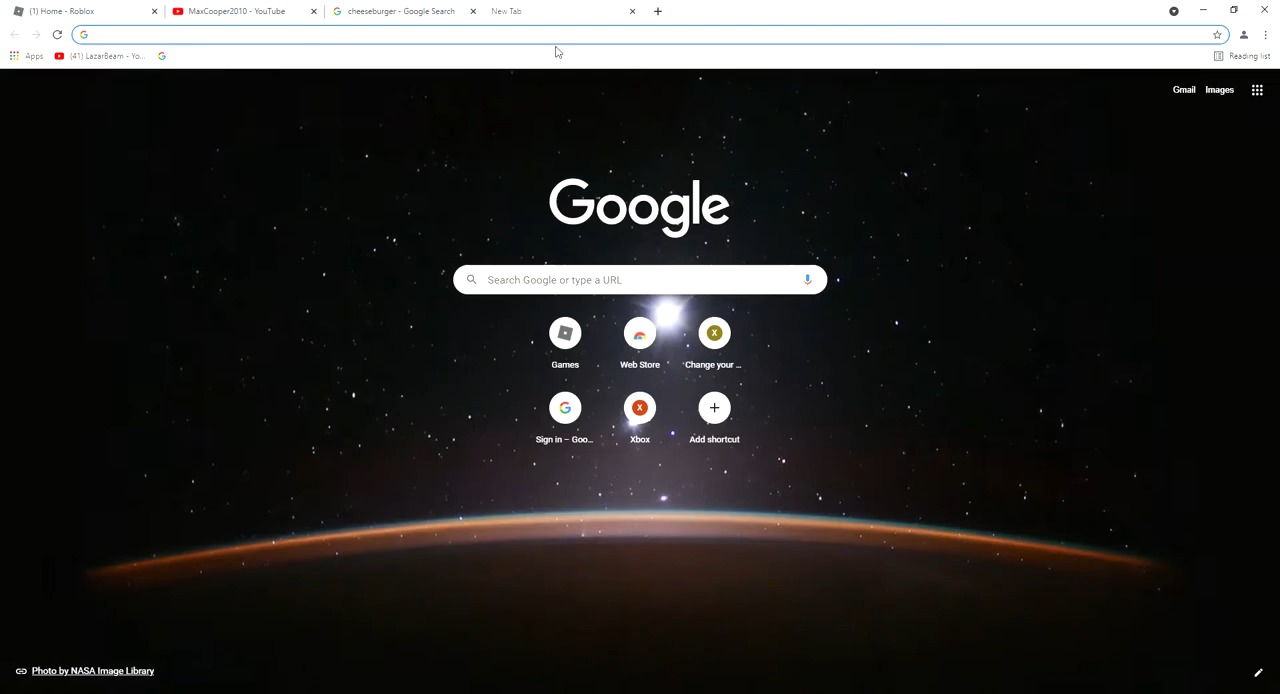 (1) Home - Roblox
MaxCooper2010 - YouTube
cheeseburger - Google Search
New Tab
Apps
(41) LazarBeam - Yo...
Reading list
Gmail
Images
Google
Search Google or type a URL
Games
Web Store
X
Change your ...
Sign in – Goo...
X
Xbox
Add shortcut
Photo by NASA Image Library